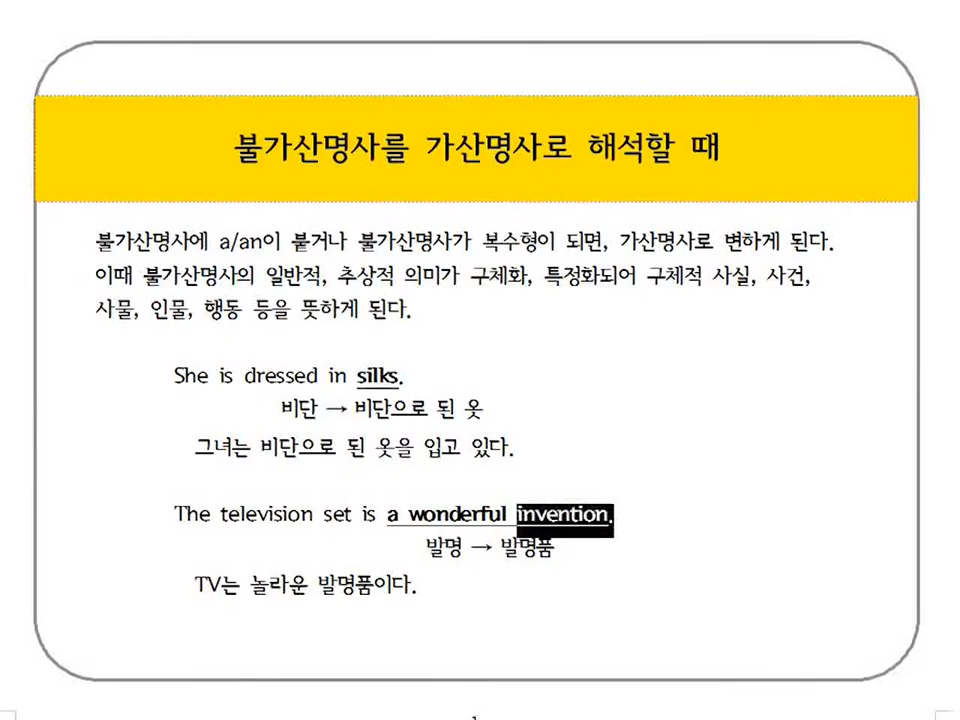 불가산명사를 가산명사로 해석할 때
불가산명사에 a/an이 붙거나 불가산명사가 복수형이 되면, 가산명사로 변하게 된다.
이때 불가산명사의 일반적, 추상적 의미가 구체화, 특정화되어 구체적 사실, 사건,
사물, 인물, 행동 등을 뜻하게 된다.
She is dressed in silks.
비단 → 비단으로 된 옷
그녀는 비단으로 된 옷을 입고 있다.
The television set is a wonderful invention.
발명 → 발명품
TV는 놀라운 발명품이다.